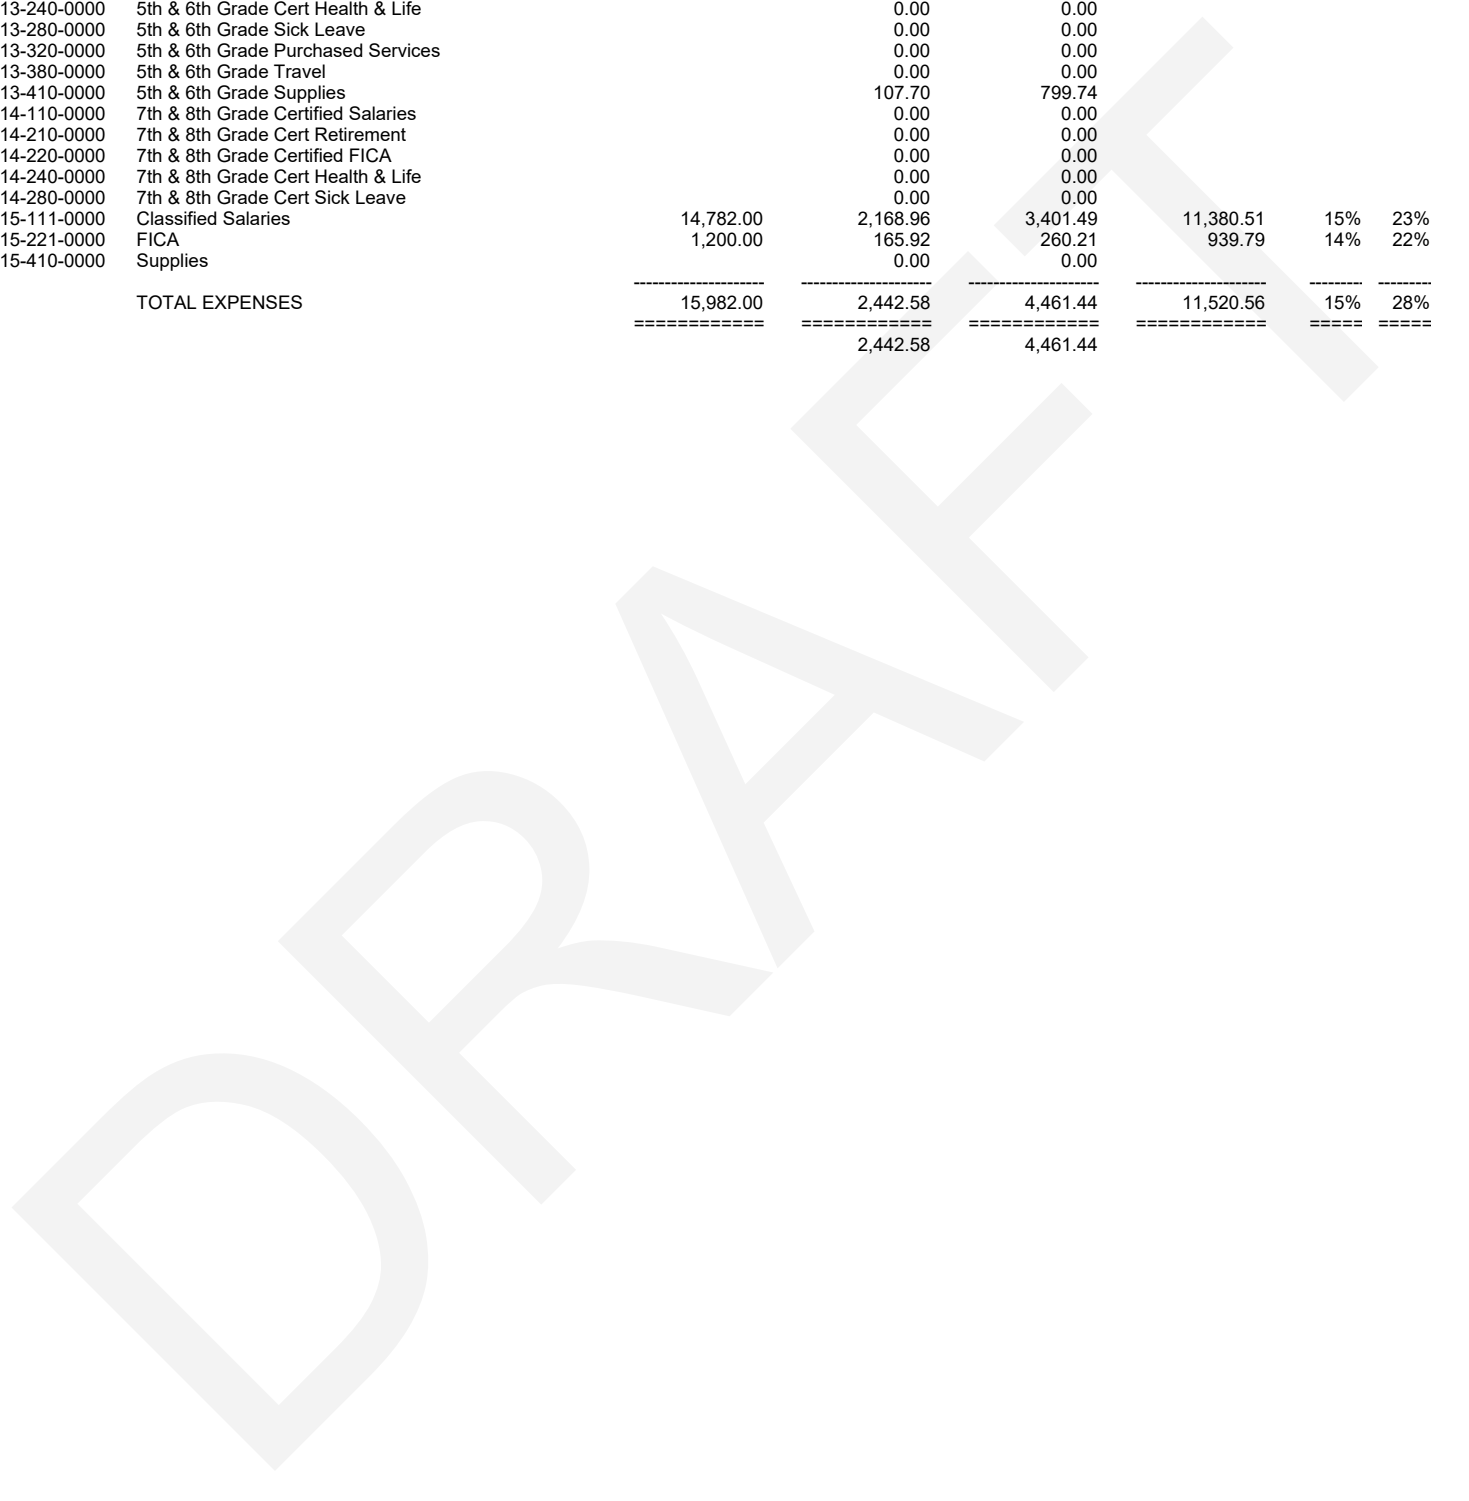 13-240-0000 5th & 6th Grade Cert Health & Life 0.00 0.00
13-280-0000 5th & 6th Grade Sick Leave 0.00 0.00
13-320-0000 5th & 6th Grade Purchased Services 0.00 0.00
13-380-0000 5th & 6th Grade Travel 0.00 0.00
13-410-0000 5th & 6th Grade Supplies 107.70 799.74
14-110-0000 7th & 8th Grade Certified Salaries 0.00 0.00
14-210-0000 7th & 8th Grade Cert Retirement 0.00 0.00
14-220-0000 7th & 8th Grade Certified FICA 0.00 0.00
14-240-0000 7th & 8th Grade Cert Health & Life 0.00 0.00
14-280-0000 7th & 8th Grade Cert Sick Leave 0.00 0.00
15-111-0000 Classified Salaries 14,782.00 2,168.96 3,401.49 11,380.51 15% 23%
15-221-0000 FICA 1,200.00 165.92 260.21 939.79 14% 22%
15-410-0000 Supplies 0.00 0.00
--------------------- --------------------- --------------------- --------------------- --------- ---------
TOTAL EXPENSES 15,982.00 2,442.58 4,461.44 11,520.56 15% 28%
============ ============ ============ ============ ===== =====
2,442.58 4,461.44
DRAFT